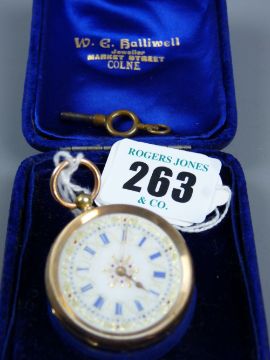 W. E. Halliwell
Jeweller
MARKET STREET
COLNE
ROGERS JONES
263
& CO.